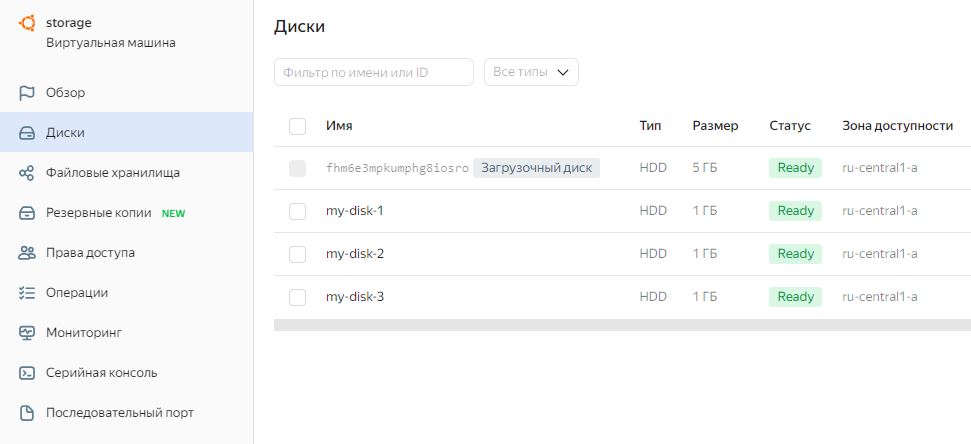 storage
Виртуальная машина
Обзор
Диски
Файловые хранилища
Резервные копии NEW
Права доступа
Операции
Мониторинг
Серийная консоль
Последовательный порт
Диски
Фильтр по имени или ID Все типы
Имя Тип Размер Статус Зона доступности
fhm6e3mpkumphg8iosro Загрузочный диск HDD 5 ГБ Ready ru-central1-a
my-disk-1 HDD 1 ГБ Ready ru-central1-a
my-disk-2 HDD 1 ГБ Ready ru-central1-a
my-disk-3 HDD 1 ГБ Ready ru-central1-a